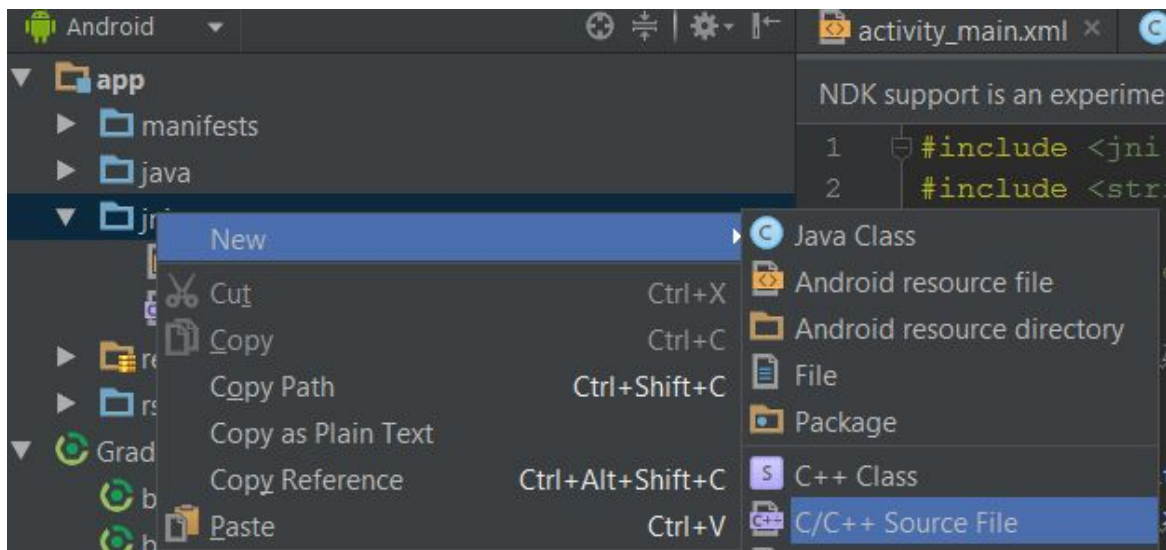 Android
activity_main.xml
app
NDK support is an experime
manifests
1 #include <jni
java
2 #include <str
New
Java Class
Cut Ctrl+X
Android resource file
Copy Ctrl+C
Android resource directory
Copy Path Ctrl+Shift+C
File
Copy as Plain Text
Package
Grad
Copy Reference Ctrl+Alt+Shift+C
S C++ Class
Paste Ctrl+V
C++ C/C++ Source File